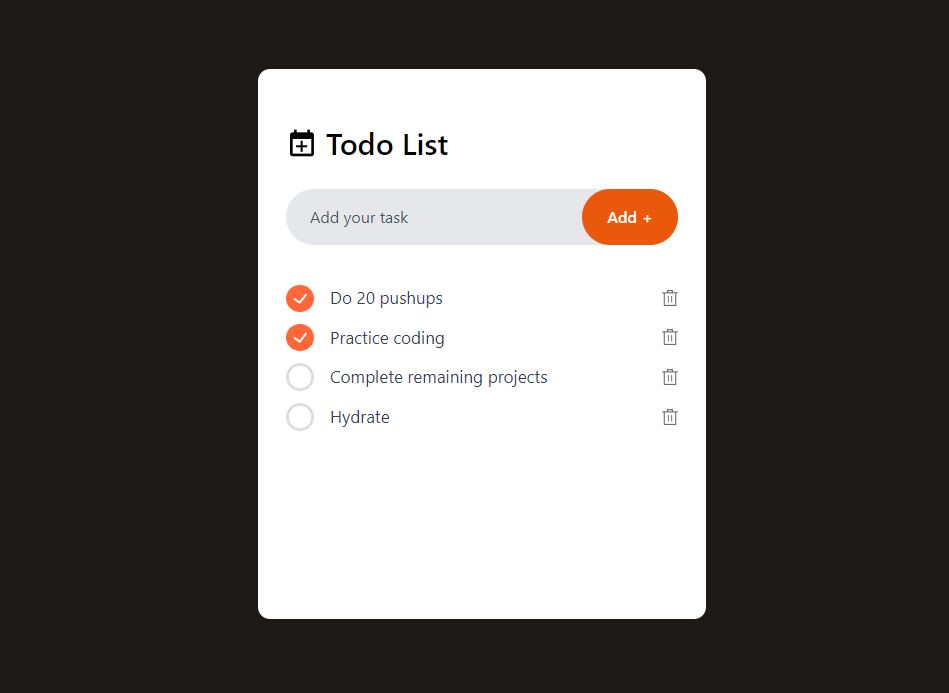 Todo List
Add your task
Add +
Do 20 pushups
Practice coding
Complete remaining projects
Hydrate